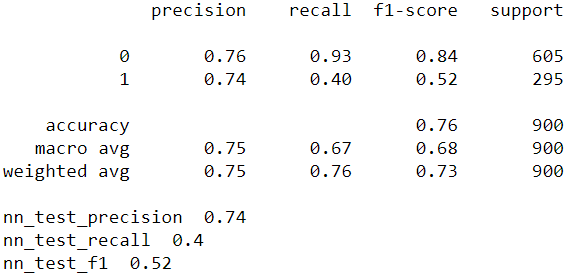 precision recall f1-score support
0 0.76 0.93 0.84 605
1 0.74 0.40 0.52 295
accuracy 0.76 900
macro avg 0.75 0.67 0.68 900
weighted avg 0.75 0.76 0.73 900
nn_test_precision 0.74
nn_test_recall 0.4
nn_test_f1 0.52